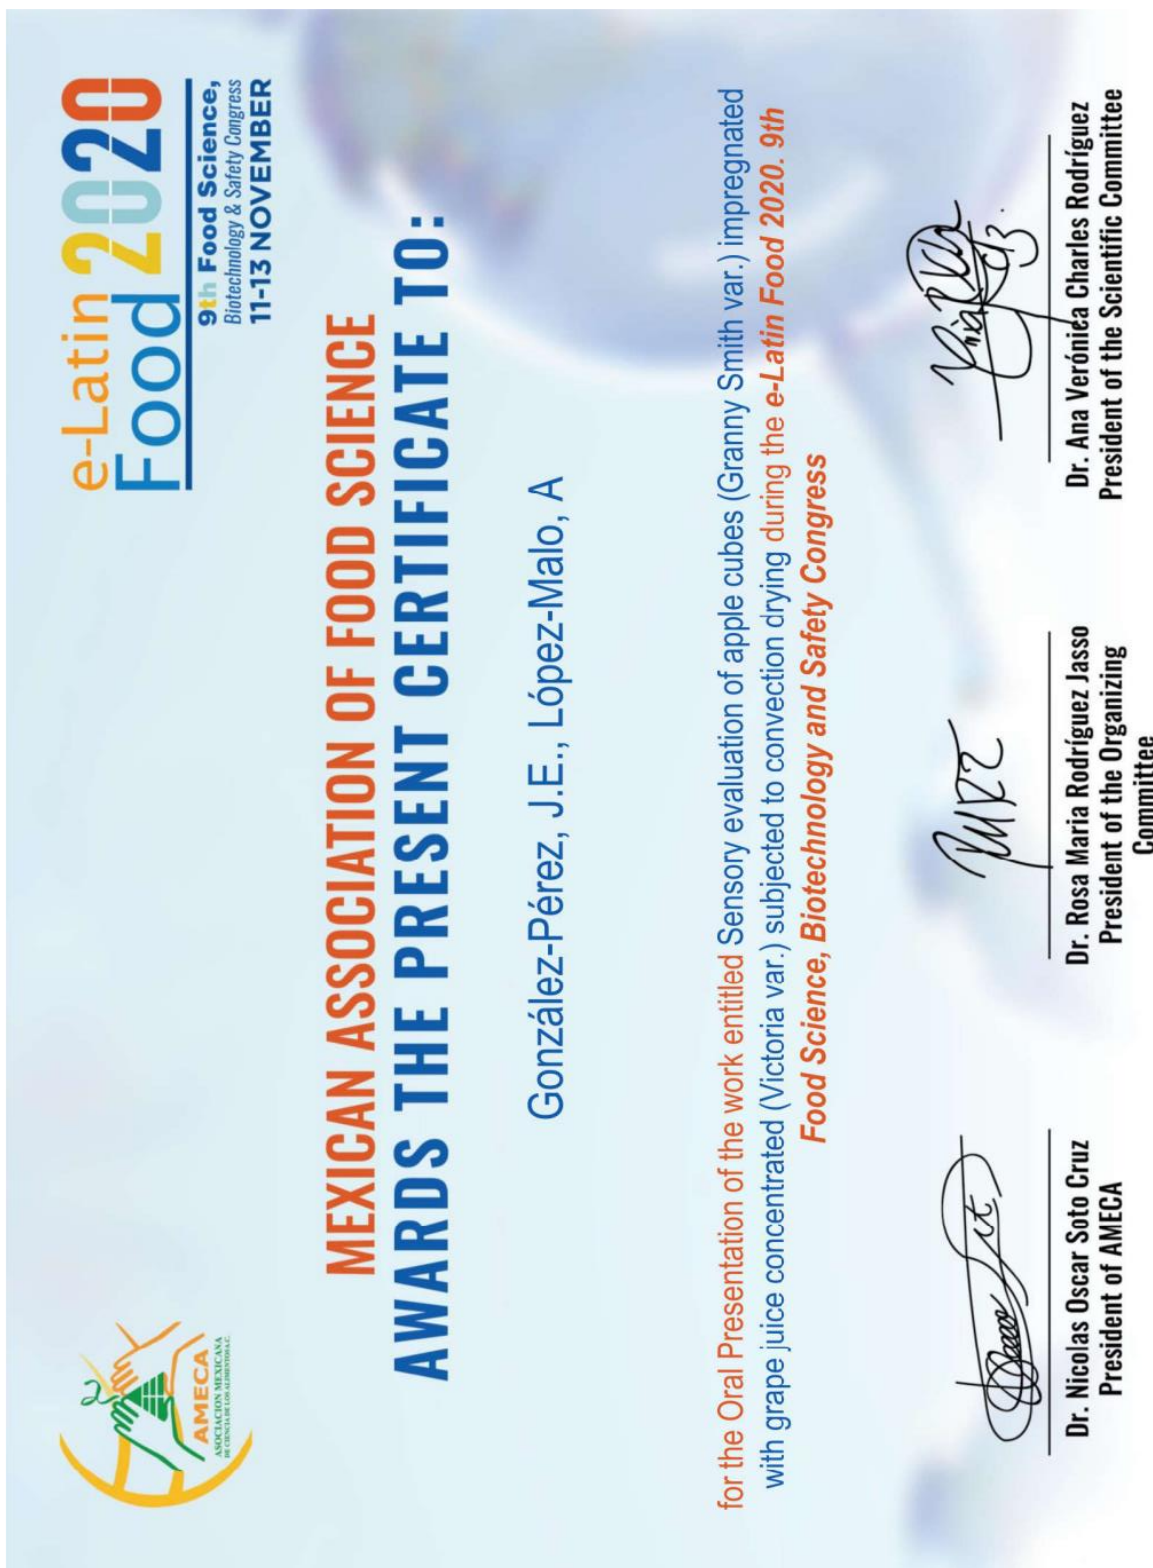 AMECA
ASOCIACION MEXICANA
DE CIENCIA DE LOS ALIMENTOS A.C.
e-Latin 2020
Food
9th Food Science,
Biotechnology & Safety Congress
11-13 NOVEMBER
MEXICAN ASSOCIATION OF FOOD SCIENCE
AWARDS THE PRESENT CERTIFICATE TO:
González-Pérez, J.E., López-Malo, A
for the Oral Presentation of the work entitled Sensory evaluation of apple cubes (Granny Smith var.) impregnated
with grape juice concentrated (Victoria var.) subjected to convection drying during the e-Latin Food 2020. 9th
Food Science, Biotechnology and Safety Congress
Dr. Nicolas Oscar Soto Cruz
President of AMECA
Dr. Rosa Maria Rodríguez Jasso
President of the Organizing
Committee
Dr. Ana Verónica Charles Rodríguez
President of the Scientific Committee